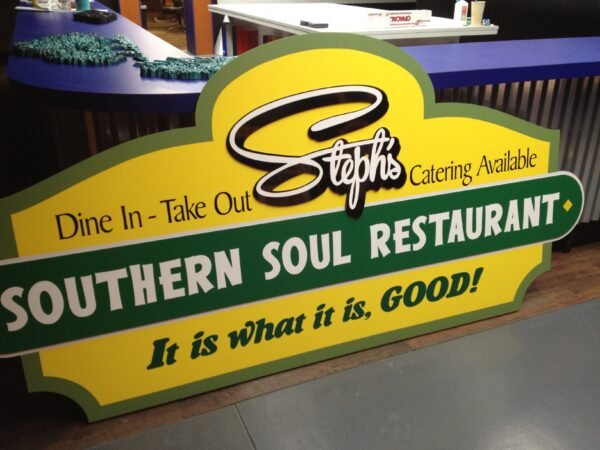 Steph's
Dine In - Take Out
Catering Available
SOUTHERN SOUL RESTAURANT
It is what it is, GOOD!